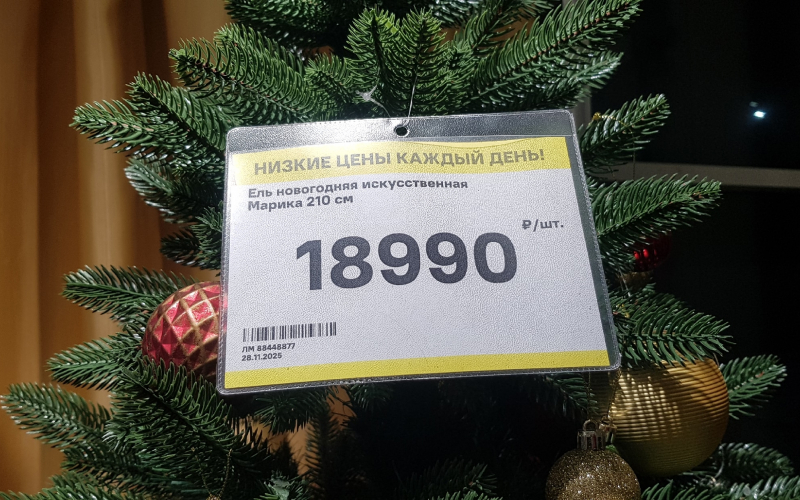 НИЗКИЕ ЦЕНЫ КАЖДЫЙ ДЕНЬ!
Ель новогодняя искусственная
Марика 210 см
₽/шт.
18990
ЛМ 88448877
28.11.2025